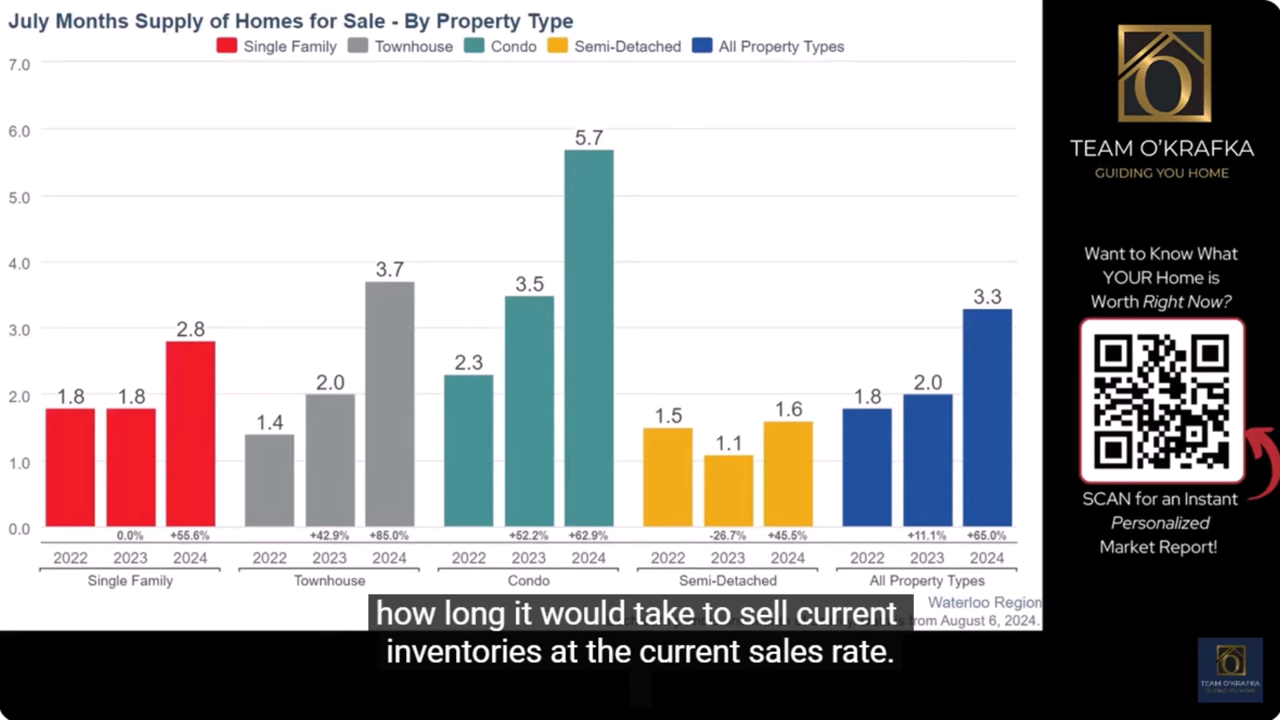 July Months Supply of Homes for Sale - By Property Type
Single Family Townhouse Condo Semi-Detached All Property Types
7.0
6.0
5.0
4.0
3.0
2.0
1.0
0.0
1.8 1.8 2.8
1.4 2.0 3.7
2.3 3.5 5.7
1.5 1.1 1.6
1.8 2.0 3.3
0.0% +55.6% +42.9% +85.0% +52.2% +62.9% -26.7% +45.5% +11.1% +65.0%
2022 2023 2024 2022 2023 2024 2022 2023 2024 2022 2023 2024 2022 2023 2024
Single Family Townhouse Condo Semi-Detached All Property Types
Waterloo Region
from August 6, 2024.
how long it would take to sell current
inventories at the current sales rate.
O
TEAM O'KRAFKA
GUIDING YOU HOME
Want to Know What
YOUR Home is
Worth Right Now?
SCAN for an Instant
Personalized
Market Report!
TEAM O'KRAFKA
GUIDING YOU HOME